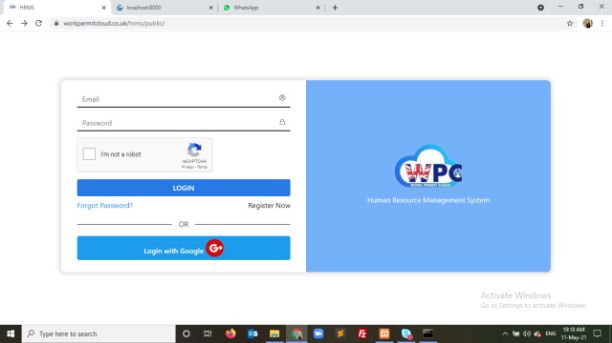 HRMS
localhost:8000
WhatsApp
workpermitcloud.co.uk/hrms/public/
Email
Password
I'm not a robot
reCAPTCHA
Privacy - Terms
LOGIN
Forgot Password?
Register Now
OR
Login with Google G+
WPC
WORK PERMIT CLOUD
Human Resource Management System
Activate Windows
Go to Settings to activate Windows.
Type here to search
ENG
10:18 AM
11-May-21